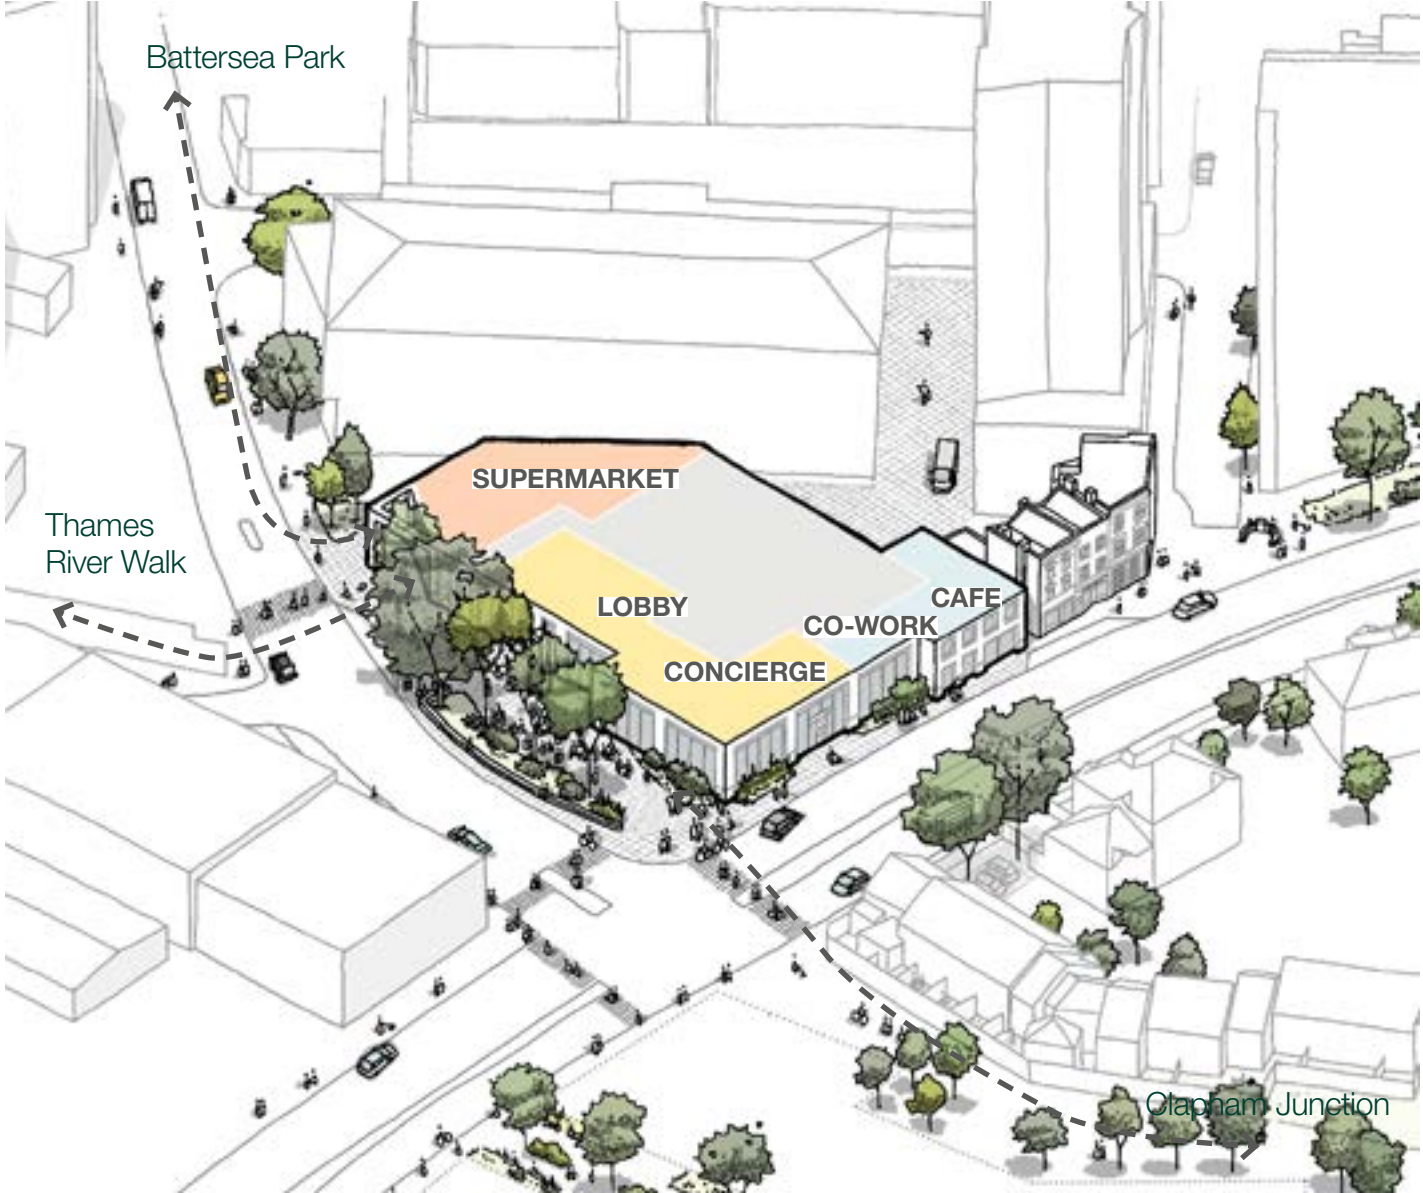 Battersea Park
SUPERMARKET
Thames
River Walk
LOBBY
CAFE
CO-WORK
CONCIERGE
Clapham Junction